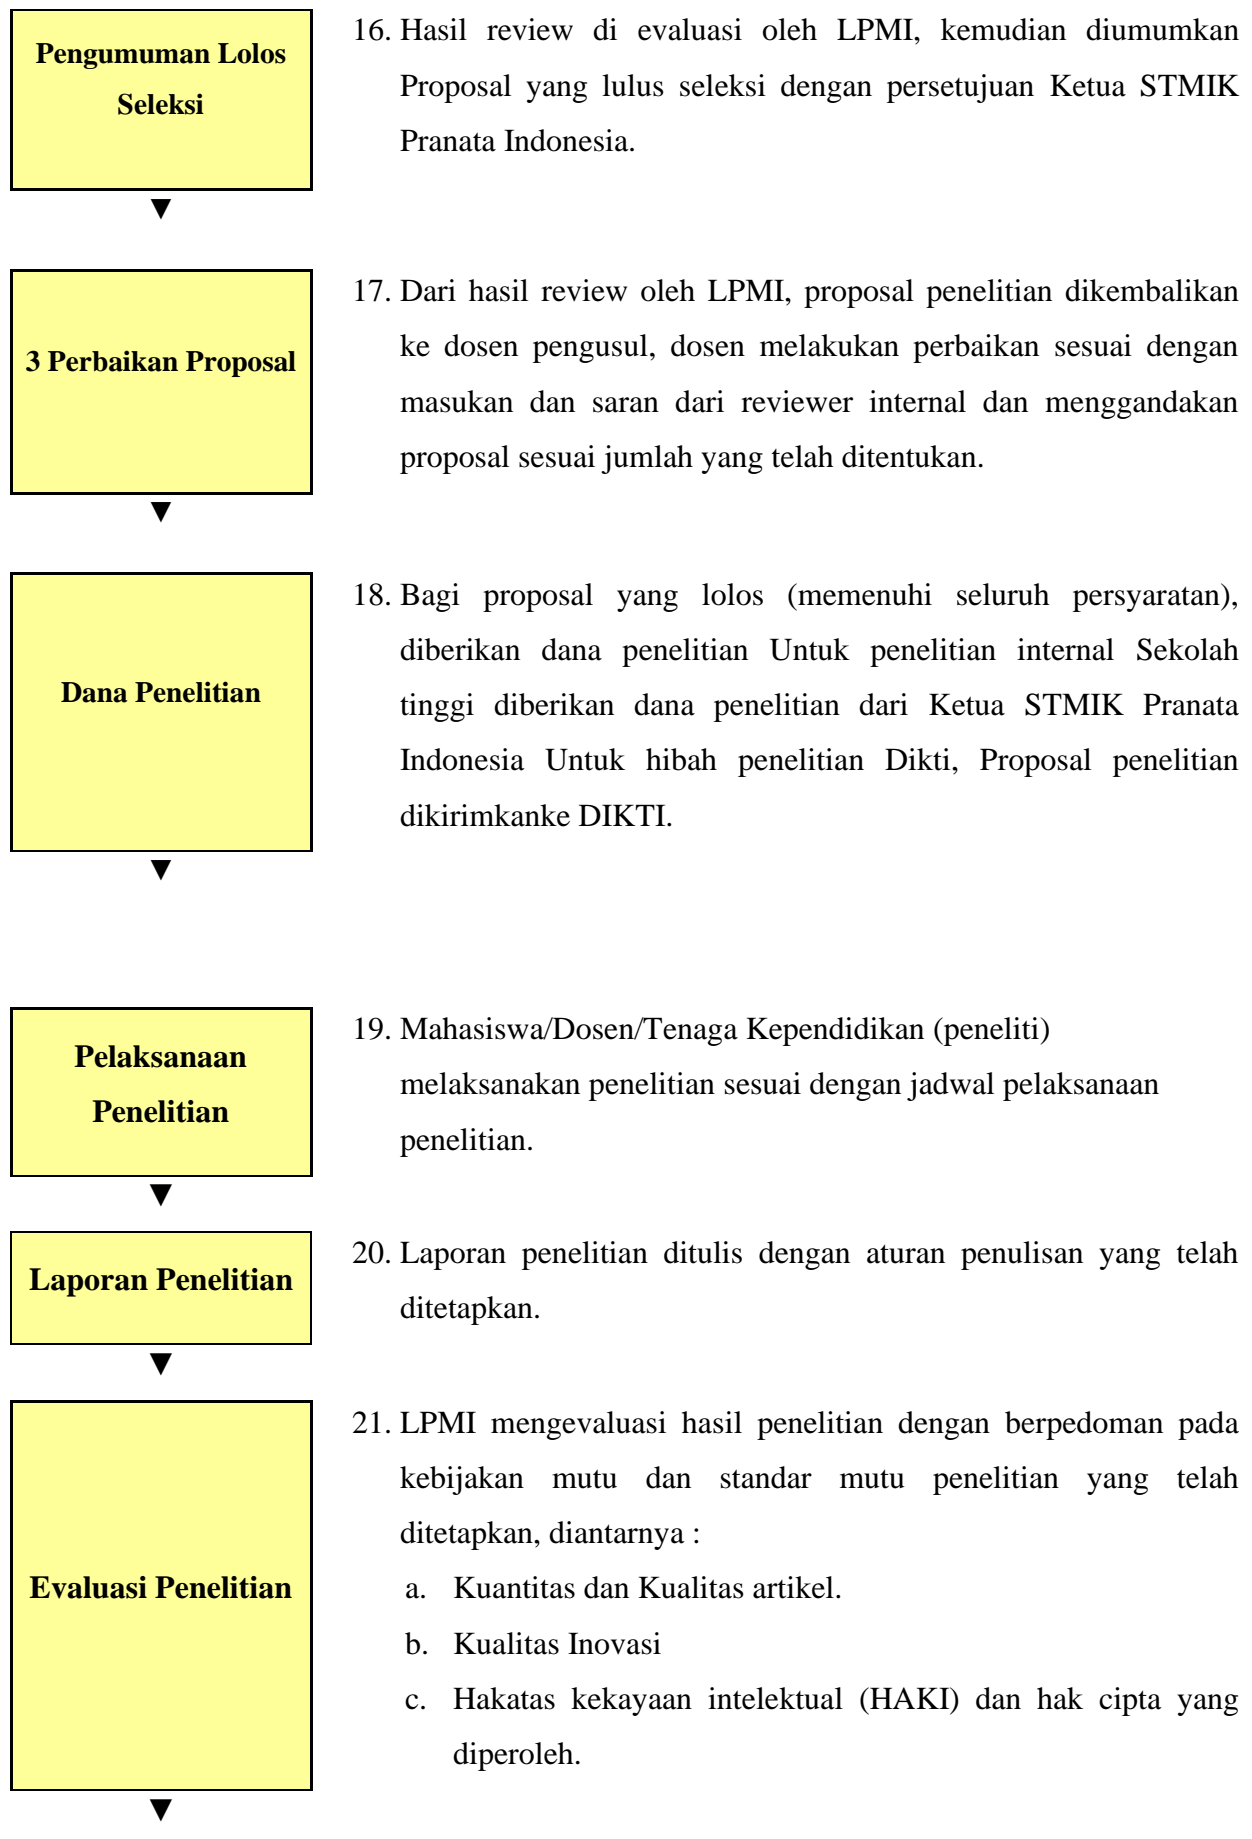 Pengumuman Lolos
Seleksi
16. Hasil review di evaluasi oleh LPMI, kemudian diumumkan
Proposal yang lulus seleksi dengan persetujuan Ketua STMIK
Pranata Indonesia.
▼
3 Perbaikan Proposal
17. Dari hasil review oleh LPMI, proposal penelitian dikembalikan
ke dosen pengusul, dosen melakukan perbaikan sesuai dengan
masukan dan saran dari reviewer internal dan menggandakan
proposal sesuai jumlah yang telah ditentukan.
▼
Dana Penelitian
18. Bagi proposal yang lolos (memenuhi seluruh persyaratan),
diberikan dana penelitian Untuk penelitian internal Sekolah
tinggi diberikan dana penelitian dari Ketua STMIK Pranata
Indonesia Untuk hibah penelitian Dikti, Proposal penelitian
dikirimkanke DIKTI.
▼
Pelaksanaan
Penelitian
19. Mahasiswa/Dosen/Tenaga Kependidikan (peneliti)
melaksanakan penelitian sesuai dengan jadwal pelaksanaan
penelitian.
▼
Laporan Penelitian
20. Laporan penelitian ditulis dengan aturan penulisan yang telah
ditetapkan.
▼
Evaluasi Penelitian
21. LPMI mengevaluasi hasil penelitian dengan berpedoman pada
kebijakan mutu dan standar mutu penelitian yang telah
ditetapkan, diantarnya :
a. Kuantitas dan Kualitas artikel.
b. Kualitas Inovasi
c. Hakatas kekayaan intelektual (HAKI) dan hak cipta yang
diperoleh.
▼